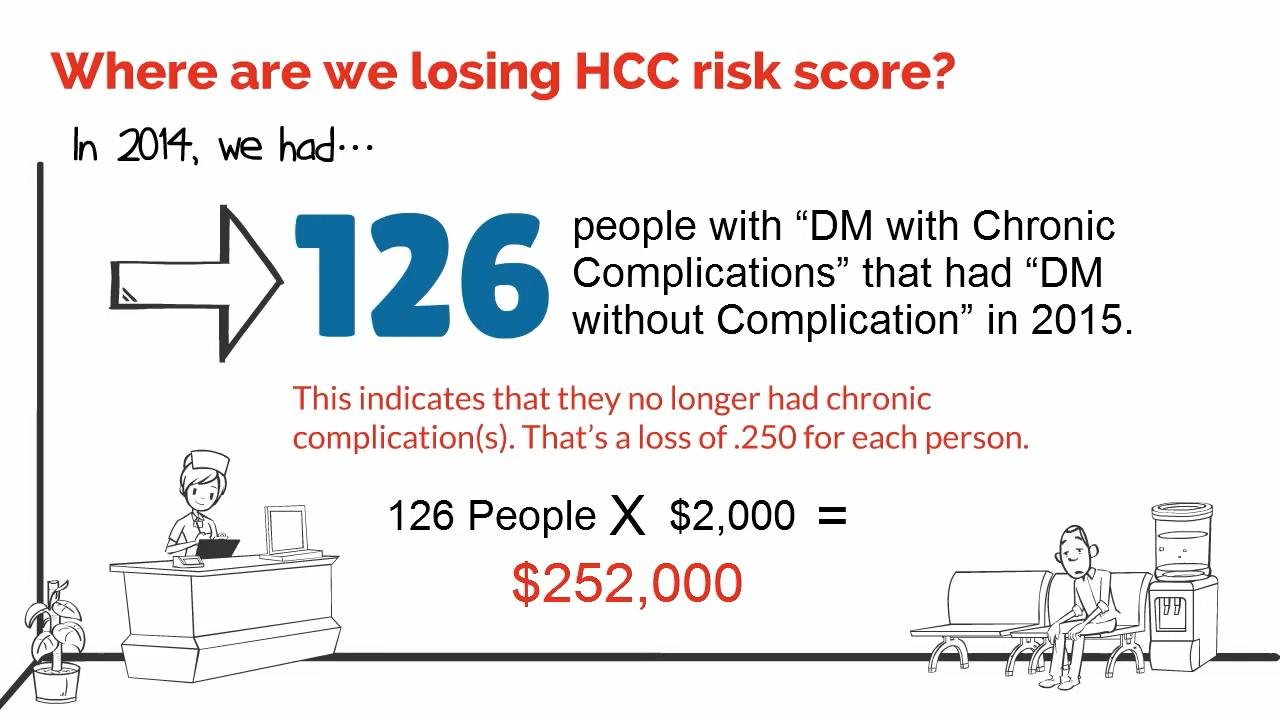 Where are we losing HCC risk score?
In 2014, we had...
126
people with “DM with Chronic
Complications” that had “DM
without Complication” in 2015.
This indicates that they no longer had chronic
complication(s). That’s a loss of .250 for each person.
126 People X $2,000 =
$252,000